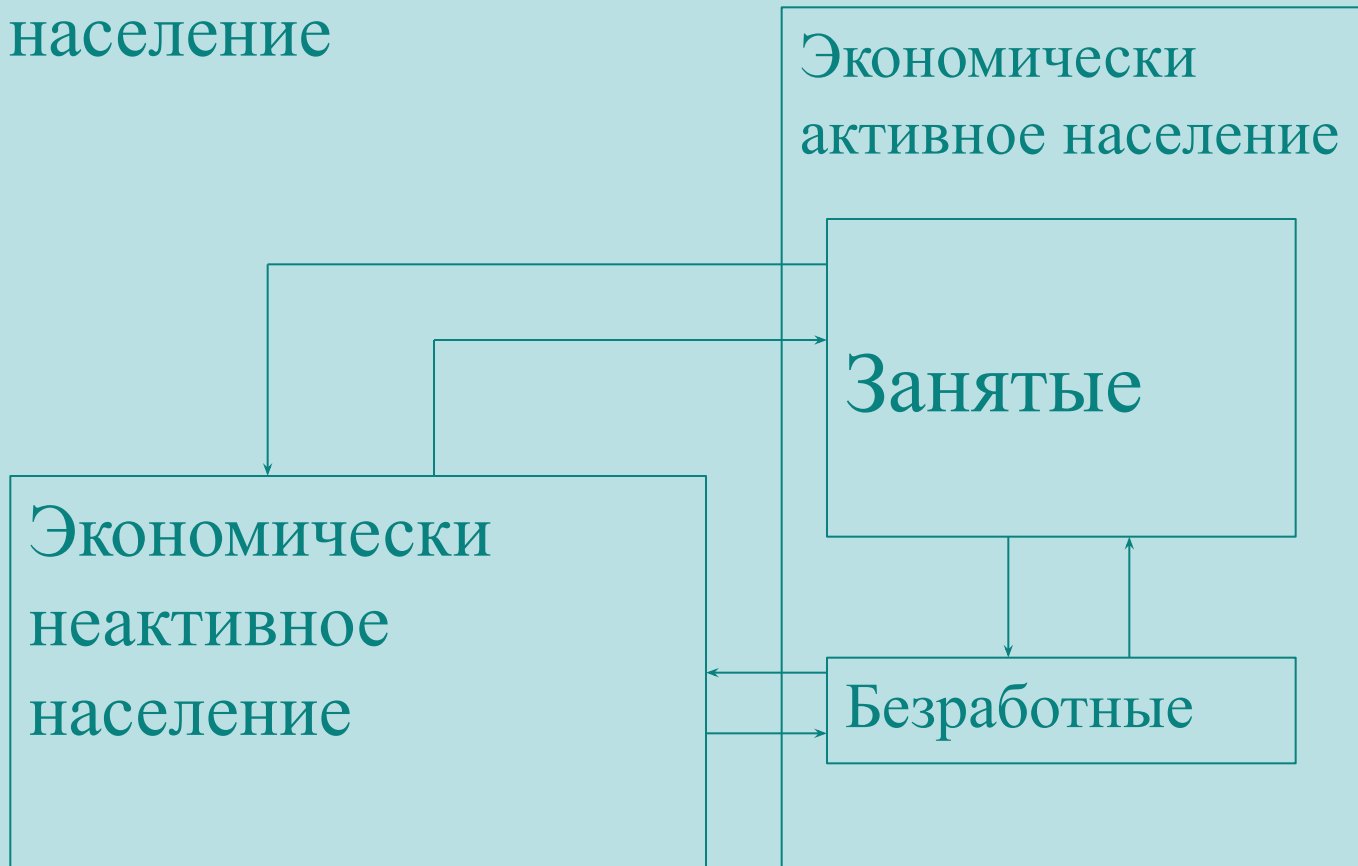 население
Экономически
активное население
Занятые
Экономически
неактивное
население
Безработные